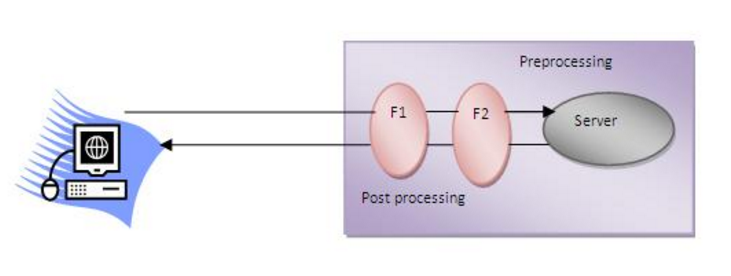 Preprocessing
F1
F2
Server
Post processing